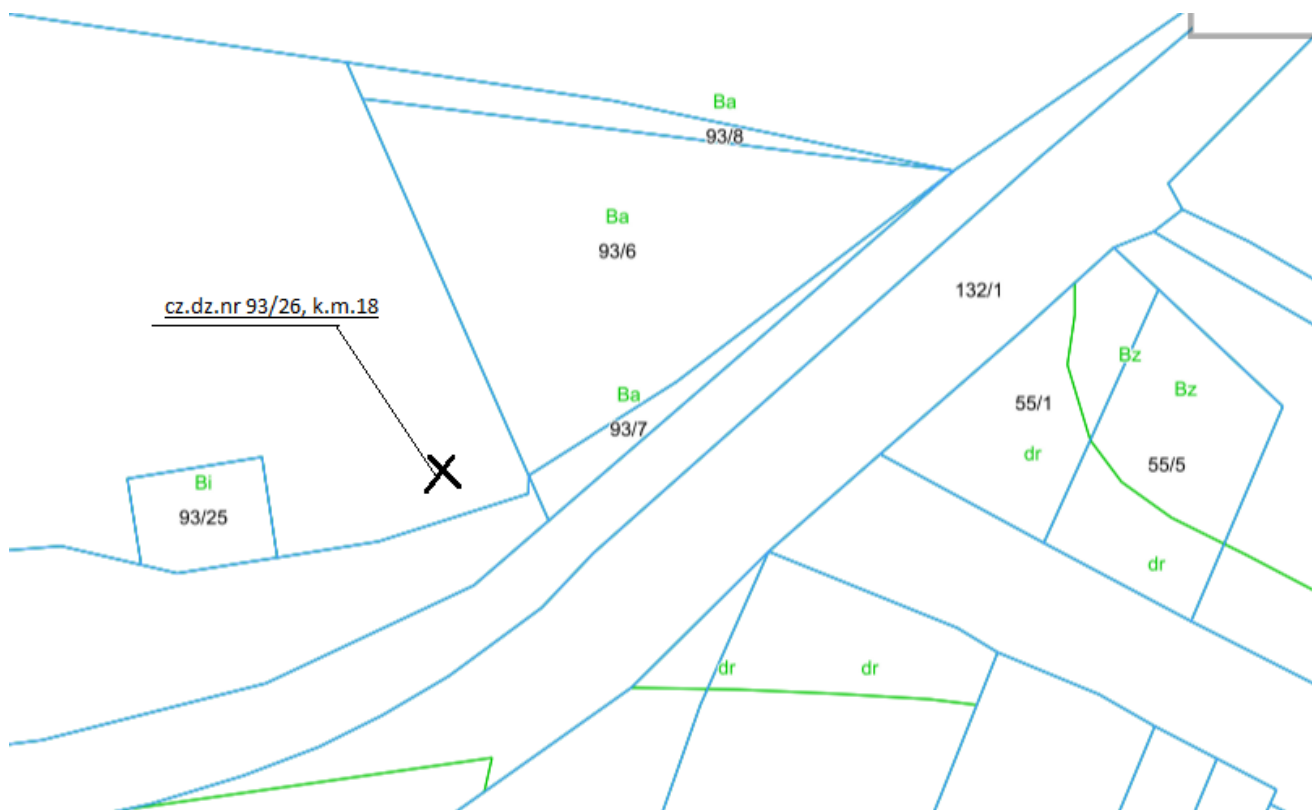 Ba
93/8
Ba
93/6
cz.dz.nr 93/26, k.m.18
132/1
Bz
Bz
Ba
93/7
55/1
dr
55/5
Bi
93/25
dr
dr
dr